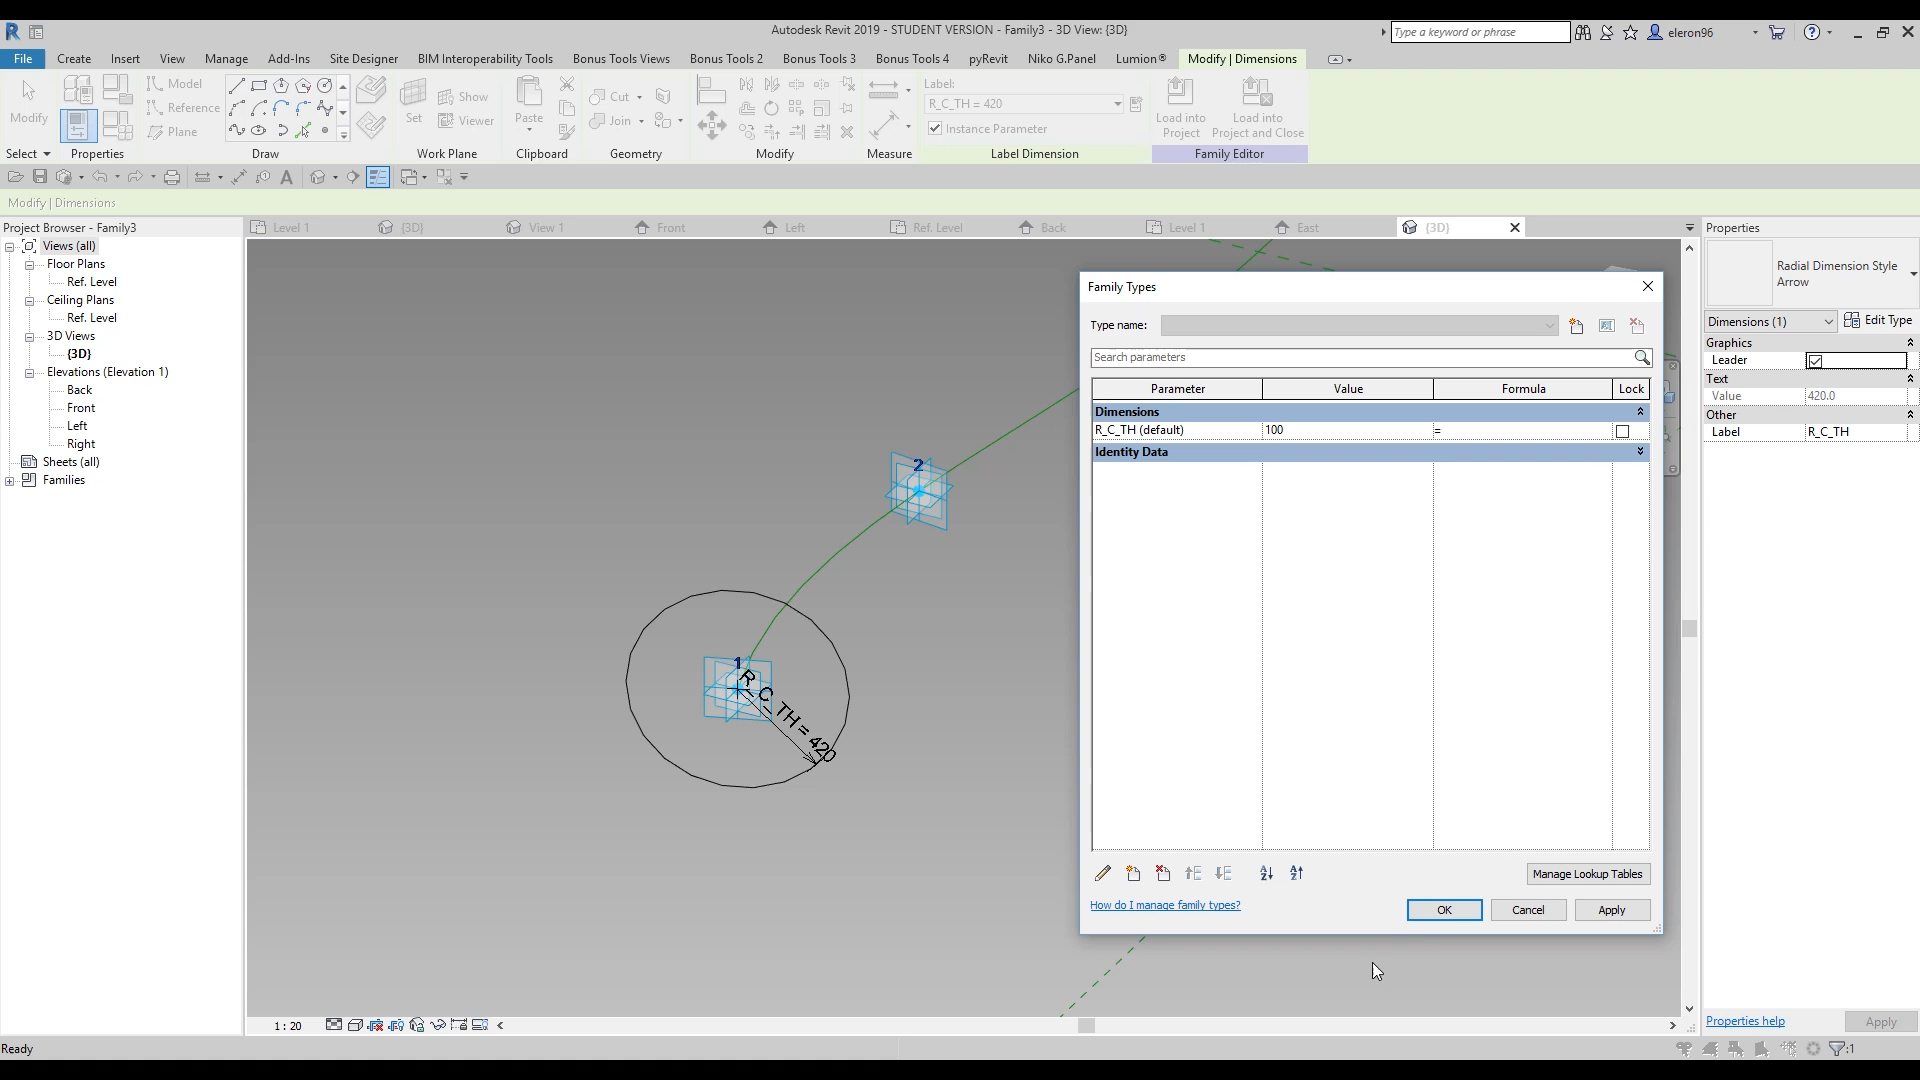 Autodesk Revit 2019 - STUDENT VERSION - Family3 - 3D View: {3D}
Type a keyword or phrase
eleron96
File Create Insert View Manage Add-Ins Site Designer BIM Interoperability Tools Bonus Tools Views Bonus Tools 2 Bonus Tools 3 Bonus Tools 4 pyRevit Niko G.Panel Lumion® Modify | Dimensions
Modify
Model
Reference
Plane
Set
Show
Viewer
Paste
Cut
Join
Label:
R_C_TH = 420
Instance Parameter
Load into
Project
Load into
Project and Close
Select Properties Draw Work Plane Clipboard Geometry Modify Measure Label Dimension Family Editor
Modify | Dimensions
Project Browser - Family3
Views (all)
Floor Plans
Ref. Level
Ceiling Plans
Ref. Level
3D Views
{3D}
Elevations (Elevation 1)
Back
Front
Left
Right
Sheets (all)
Families
Level 1 {3D} View 1 Front Left Ref. Level Back Level 1 East {3D}
2
1
R_C_TH = 420
Family Types
Type name:
Search parameters
Parameter Value Formula Lock
Dimensions
R_C_TH (default) 100 =
Identity Data
Manage Lookup Tables
How do I manage family types?
OK Cancel Apply
Properties
Radial Dimension Style
Arrow
Dimensions (1) Edit Type
Graphics
Leader
Text
Value 420.0
Other
Label R_C_TH
Properties help Apply
1 : 20
Ready
:1